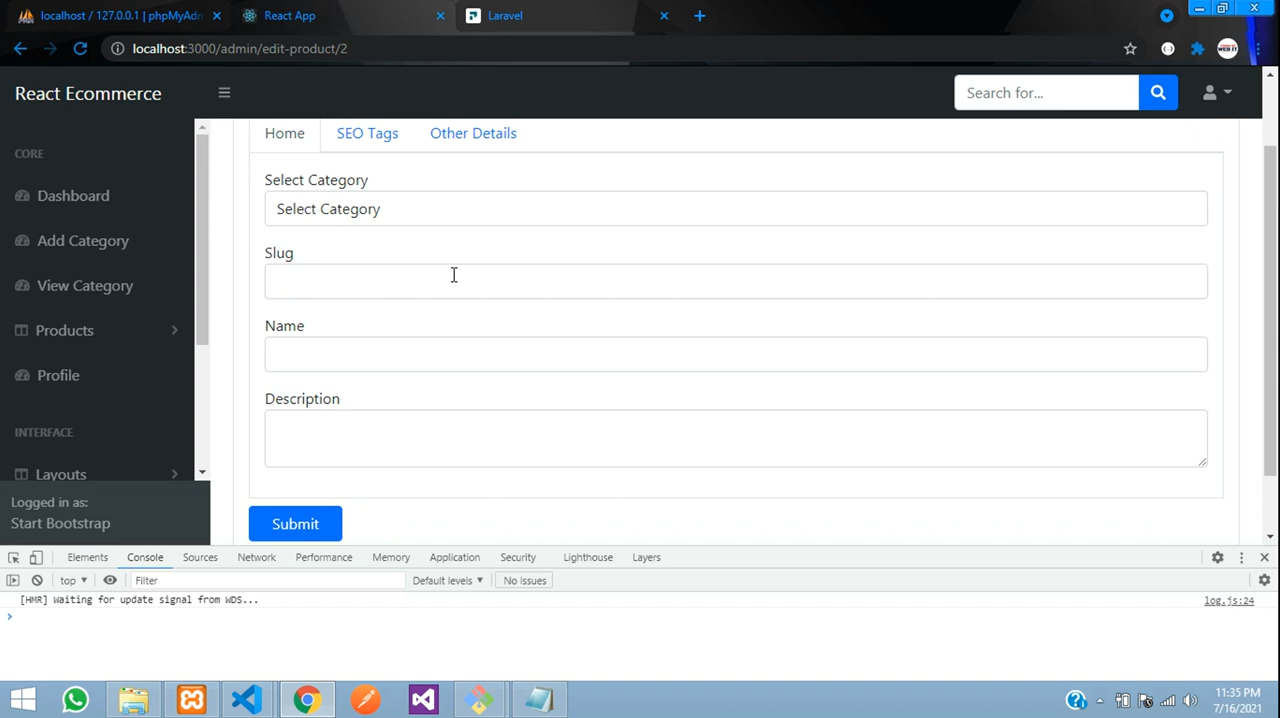 localhost / 127.0.0.1 | phpMyAdn
React App
Laravel
localhost:3000/admin/edit-product/2
React Ecommerce
Search for...
CORE
Dashboard
Add Category
View Category
Products
Profile
INTERFACE
Layouts
Logged in as:
Start Bootstrap
Home
SEO Tags
Other Details
Select Category
Select Category
Slug
Name
Description
Submit
Elements
Console
Sources
Network
Performance
Memory
Application
Security
Lighthouse
Layers
top
Filter
Default levels
No Issues
[HMR] Waiting for update signal from WDS...
log.js:24
11:35 PM
7/16/2021